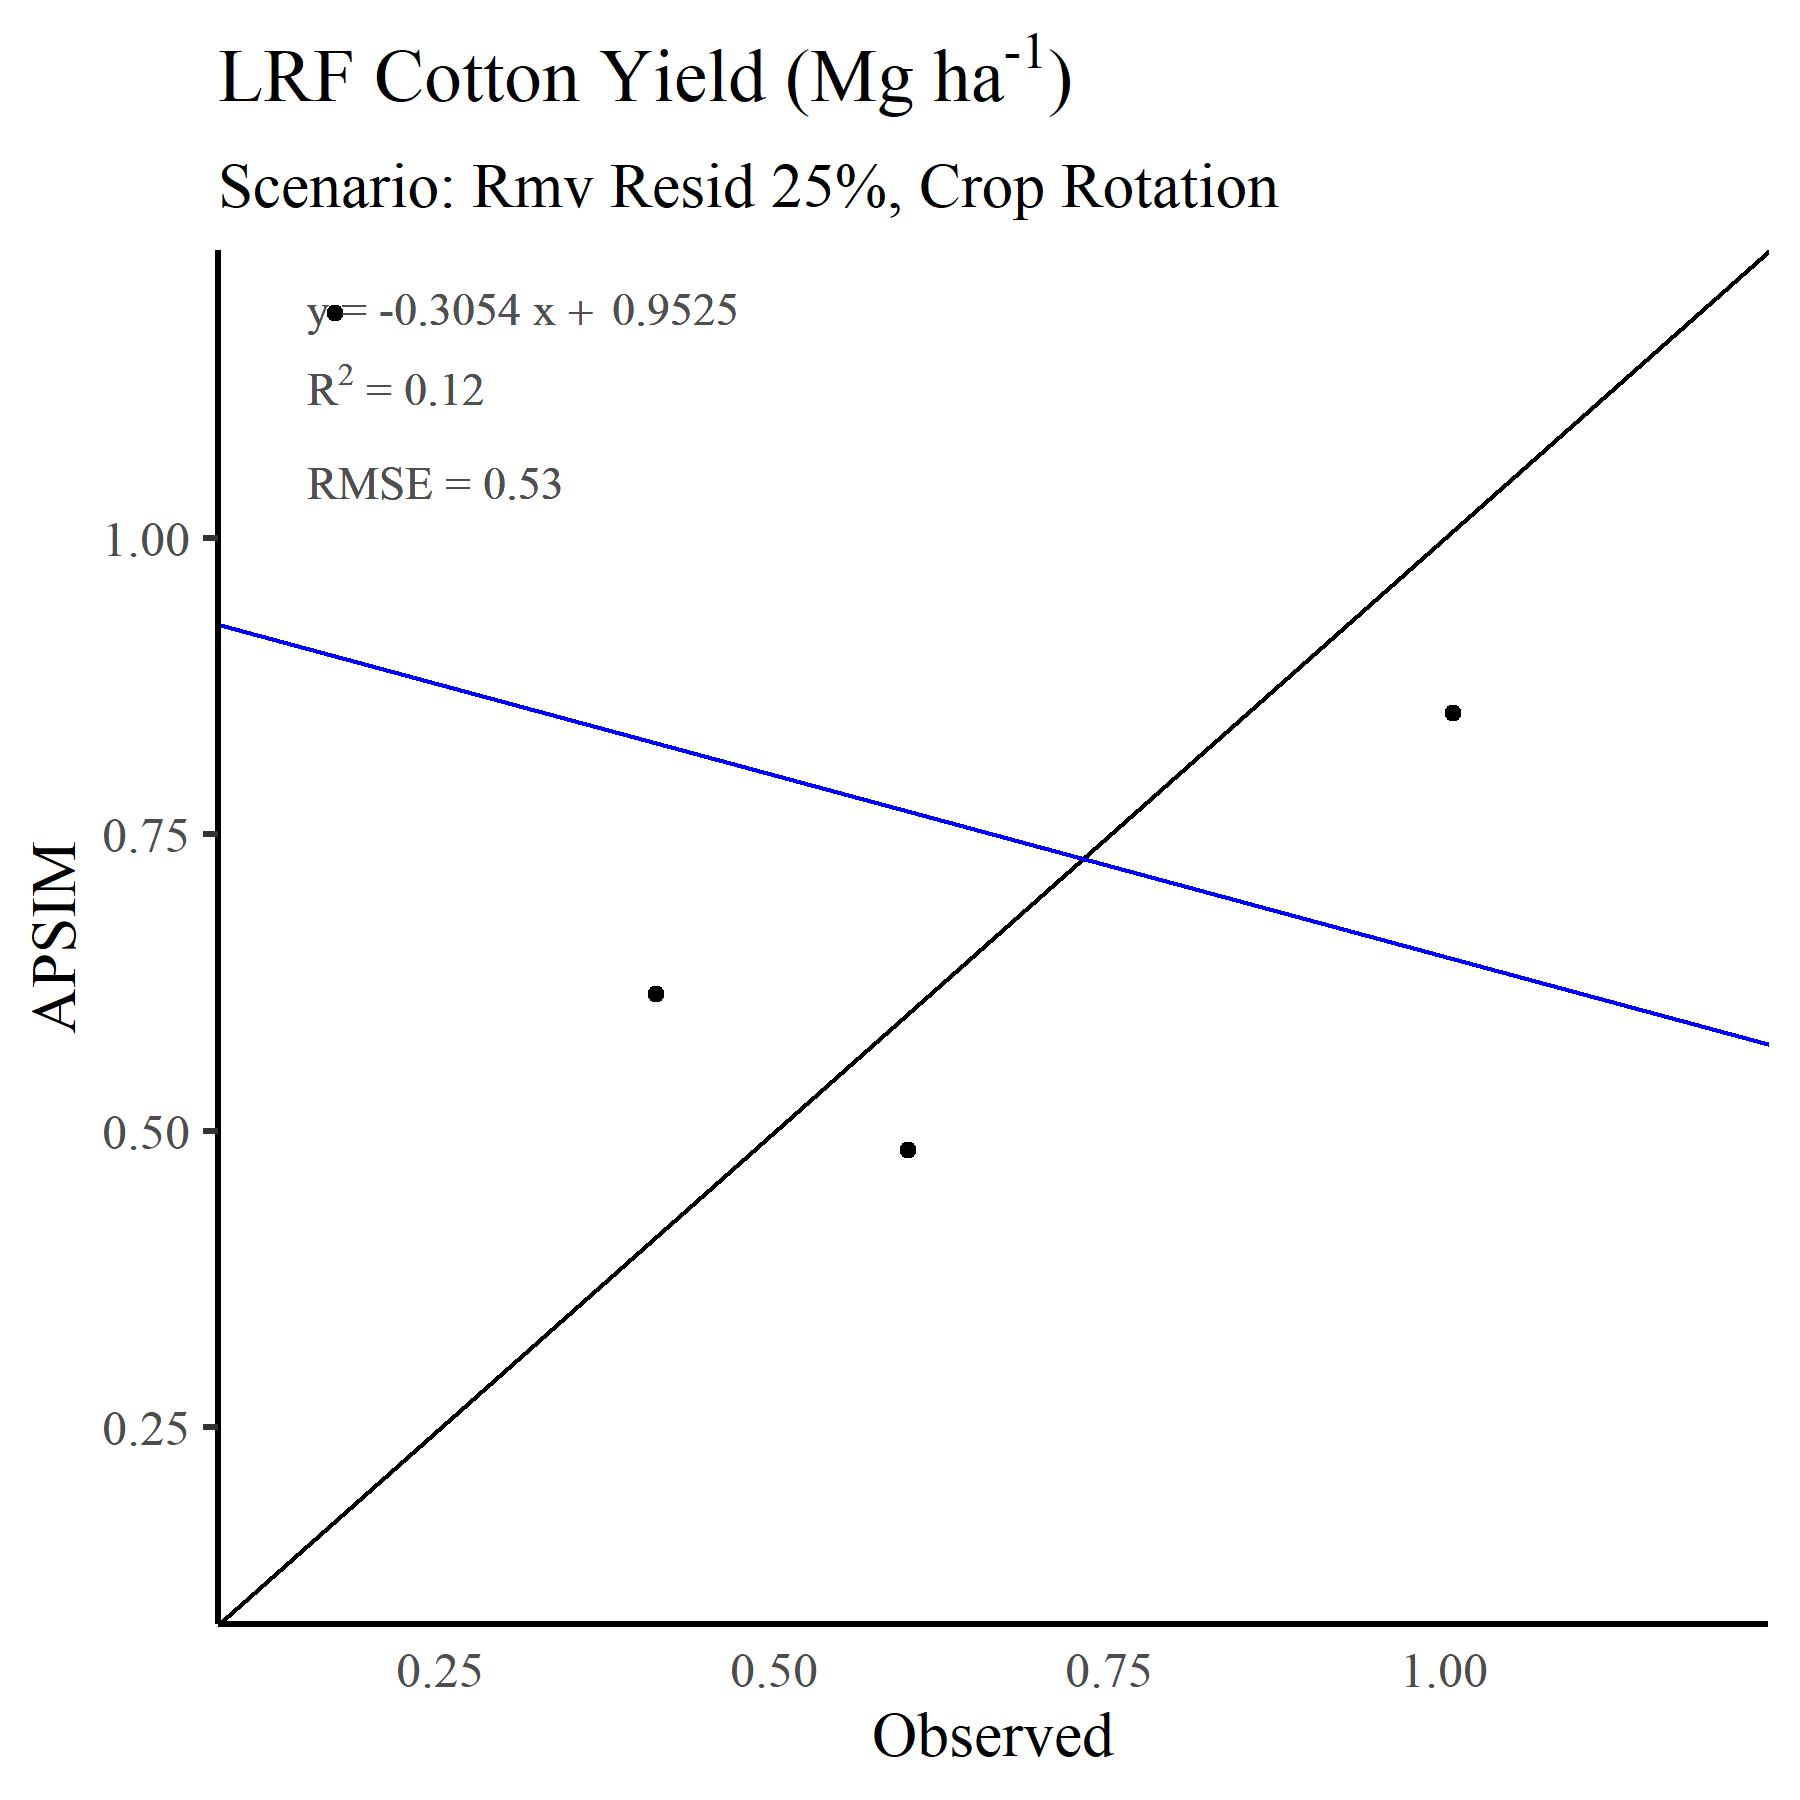 LRF Cotton Yield (Mg ha⁻¹)
Scenario: Rmv Resid 25%, Crop Rotation
y = -0.3054 x + 0.9525
R² = 0.12
RMSE = 0.53
1.00
0.75
0.50
0.25
APSIM
0.25 0.50 0.75 1.00
Observed